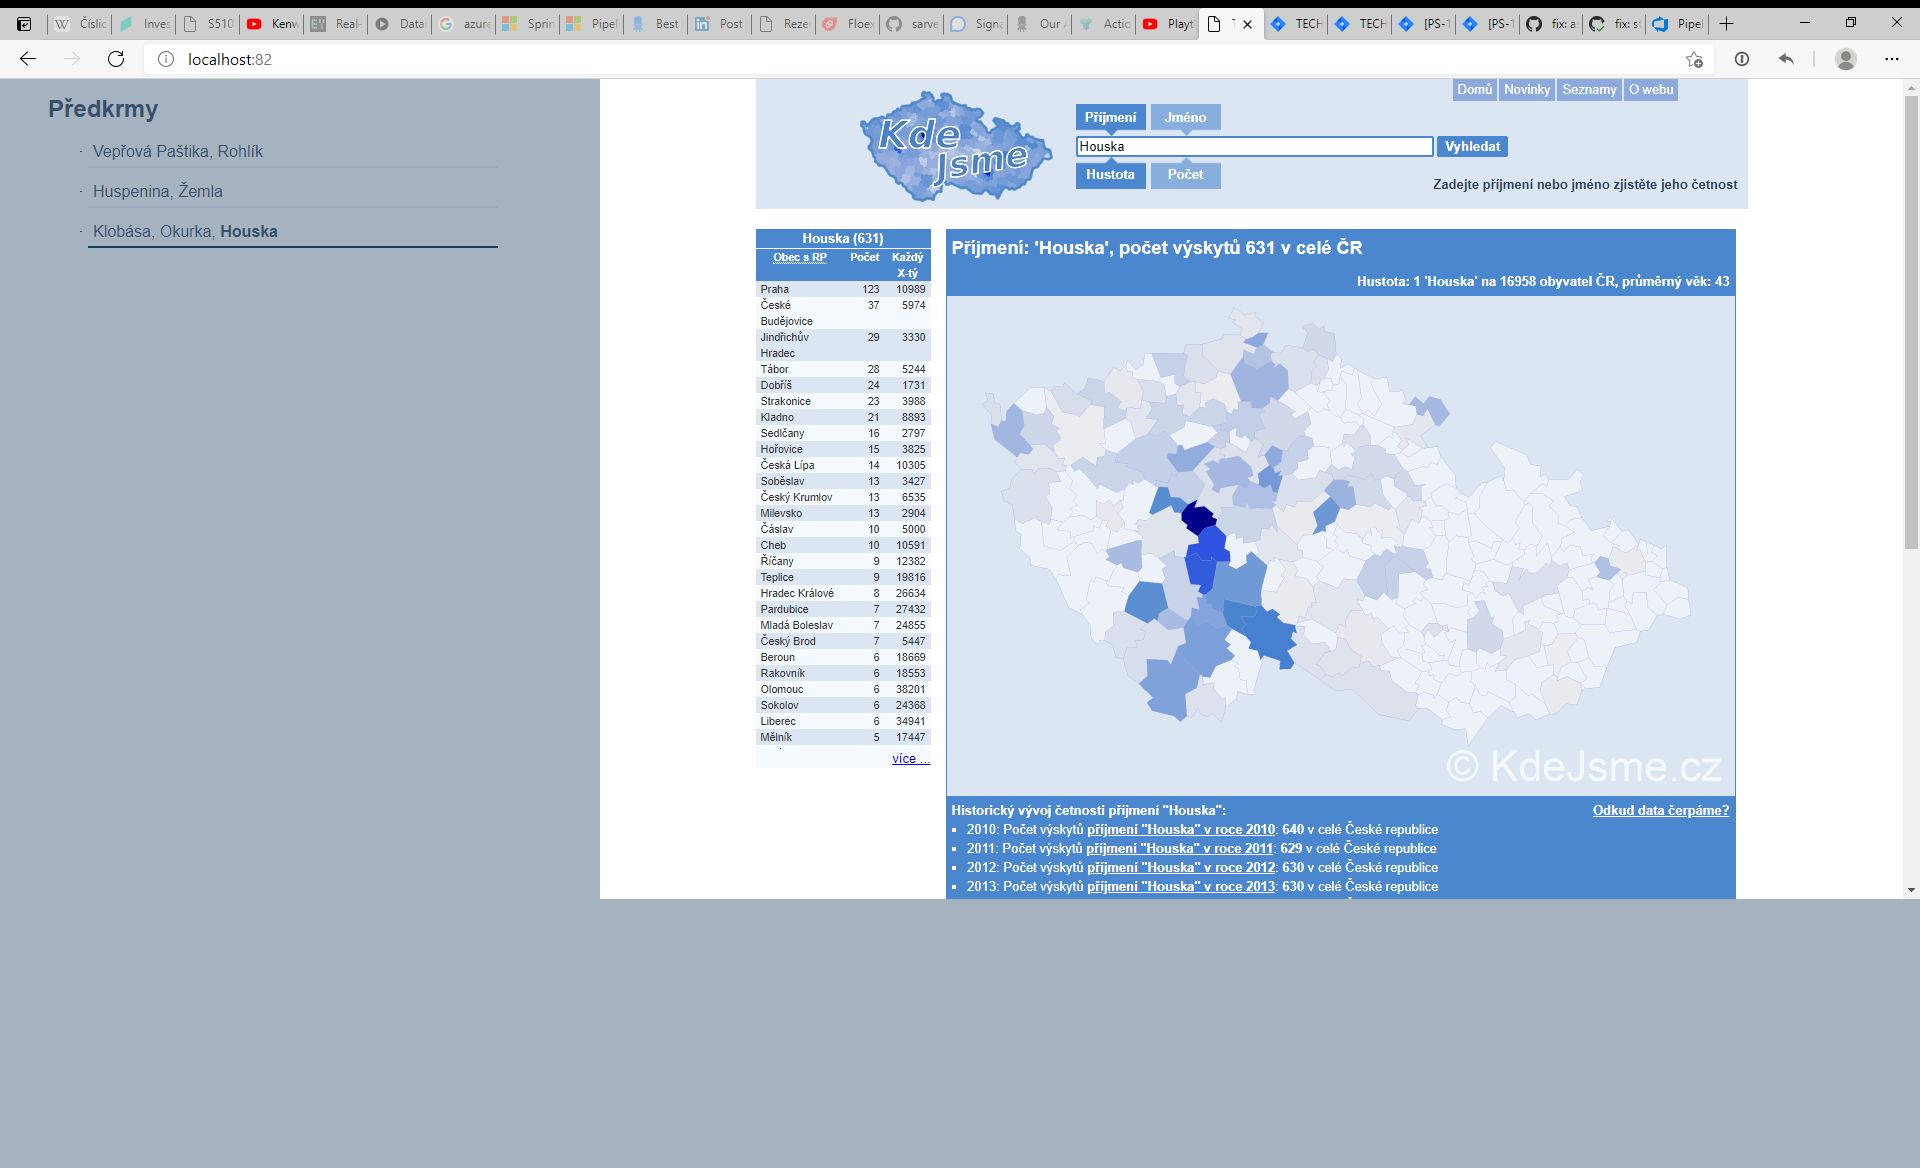 Číslic
Inves
S510
Kenw
Real-
Data
azure
Sprin
Pipel
Best
Post
Reze
Floex
sarve
Signa
Our A
Actio
Playt
TECH
TECH
[PS-1
[PS-1
fix: a
fix: s
Pipel
localhost:82
Předkrmy
· Vepřová Paštika, Rohlík
· Huspenina, Žemla
· Klobása, Okurka, Houska
Domů Novinky Seznamy O webu
Kde
Jsme
Příjmení Jméno
Houska Vyhledat
Hustota Počet
Zadejte příjmení nebo jméno zjistěte jeho četnost
Houska (631)
Obec s RP Počet Každý
X-tý
Praha 123 10989
České 37 5974
Budějovice
Jindřichův 29 3330
Hradec
Tábor 28 5244
Dobříš 24 1731
Strakonice 23 3988
Kladno 21 8893
Sedlčany 16 2797
Hořovice 15 3825
Česká Lípa 14 10305
Soběslav 13 3427
Český Krumlov 13 6535
Milevsko 13 2904
Čáslav 10 5000
Cheb 10 10591
Říčany 9 12382
Teplice 9 19816
Hradec Králové 8 26634
Pardubice 7 27432
Mladá Boleslav 7 24855
Český Brod 7 5447
Beroun 6 18669
Rakovník 6 18553
Olomouc 6 38201
Sokolov 6 24368
Liberec 6 34941
Mělník 5 17447
více ...
Příjmení: 'Houska', počet výskytů 631 v celé ČR
Hustota: 1 'Houska' na 16958 obyvatel ČR, průměrný věk: 43
© KdeJsme.cz
Historický vývoj četnosti příjmení "Houska": Odkud data čerpáme?
2010: Počet výskytů příjmení "Houska" v roce 2010: 640 v celé České republice
2011: Počet výskytů příjmení "Houska" v roce 2011: 629 v celé České republice
2012: Počet výskytů příjmení "Houska" v roce 2012: 630 v celé České republice
2013: Počet výskytů příjmení "Houska" v roce 2013: 630 v celé České republice